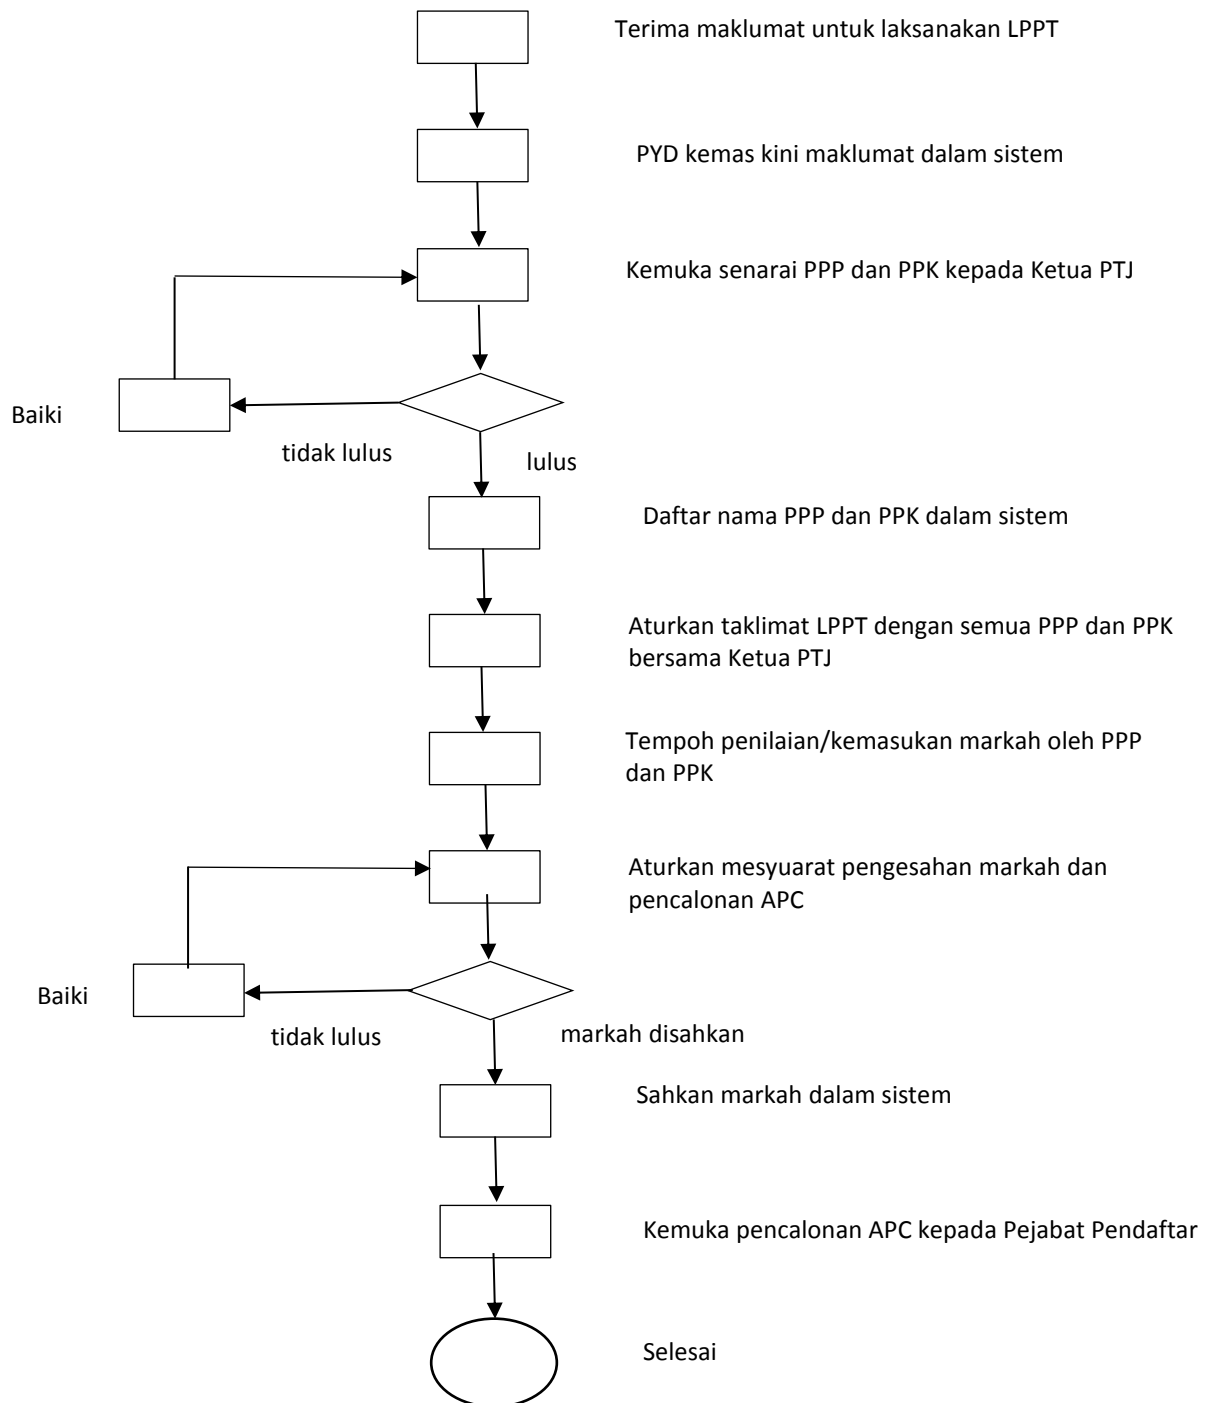 Terima maklumat untuk laksanakan LPPT
PYD kemas kini maklumat dalam sistem
Kemuka senarai PPP dan PPK kepada Ketua PTJ
Baiki
tidak lulus
lulus
Daftar nama PPP dan PPK dalam sistem
Aturkan taklimat LPPT dengan semua PPP dan PPK
bersama Ketua PTJ
Tempoh penilaian/kemasukan markah oleh PPP
dan PPK
Aturkan mesyuarat pengesahan markah dan
pencalonan APC
Baiki
tidak lulus
markah disahkan
Sahkan markah dalam sistem
Kemuka pencalonan APC kepada Pejabat Pendaftar
Selesai